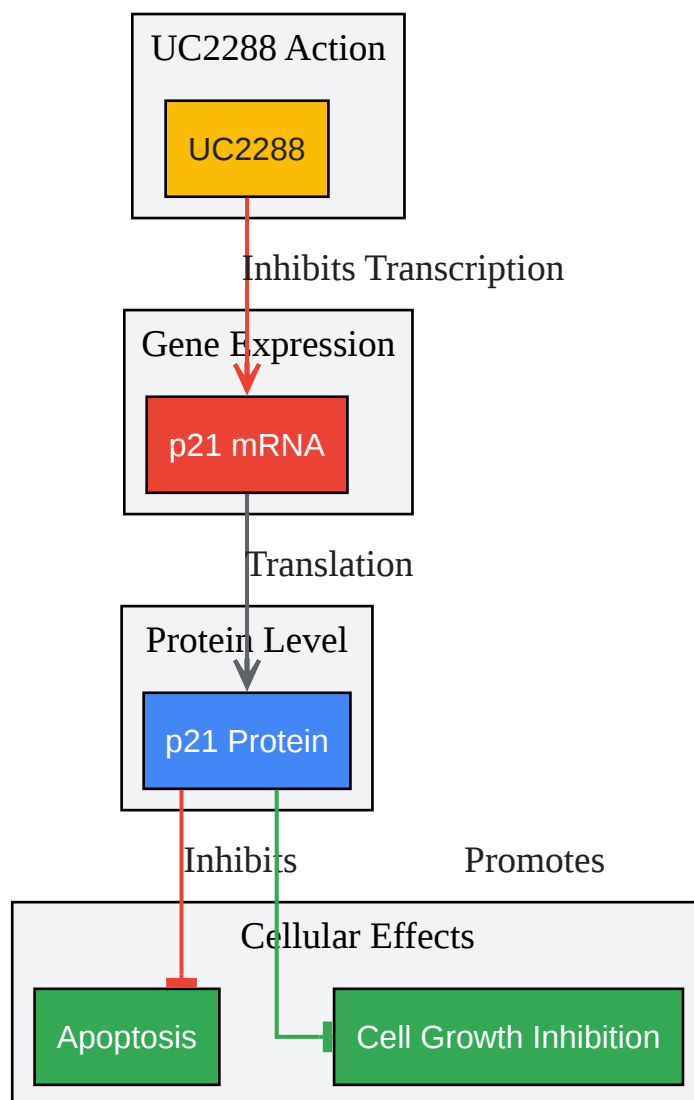 UC2288 Action
UC2288
Inhibits Transcription
Gene Expression
p21 mRNA
Translation
Protein Level
p21 Protein
Inhibits
Promotes
Cellular Effects
Apoptosis
Cell Growth Inhibition